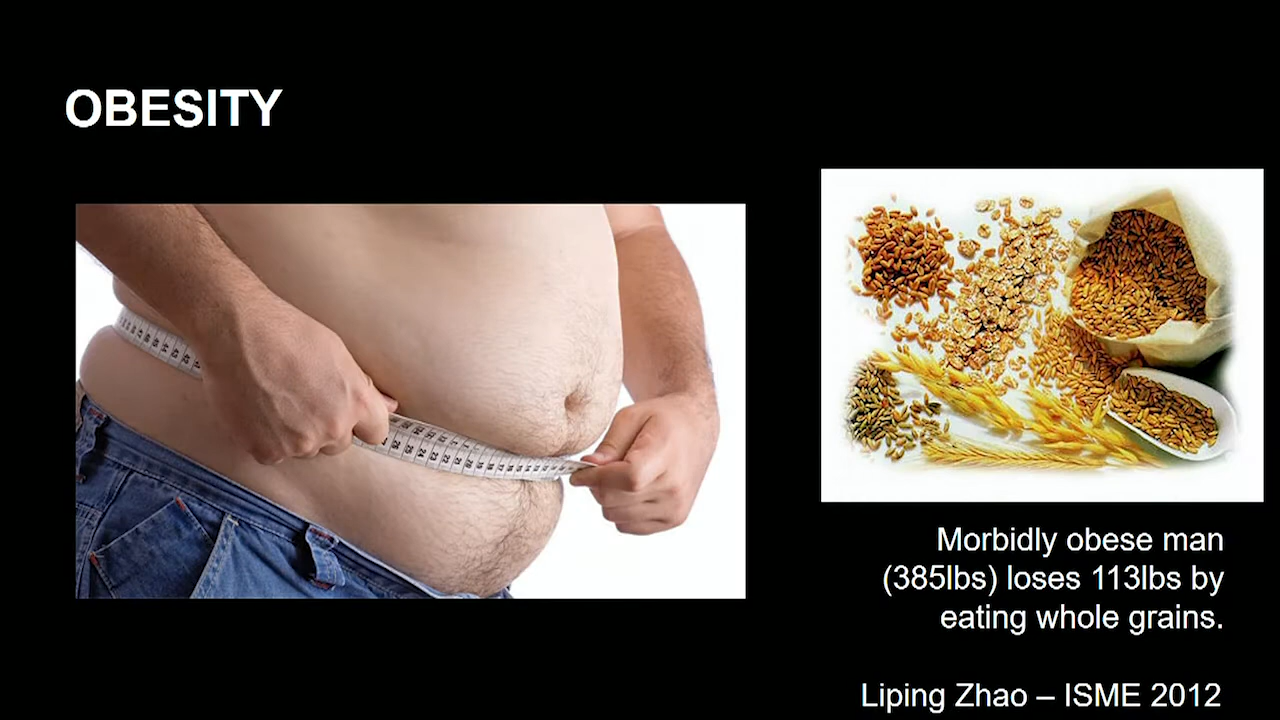 OBESITY
Morbidly obese man
(385lbs) loses 113lbs by
eating whole grains.
Liping Zhao – ISME 2012